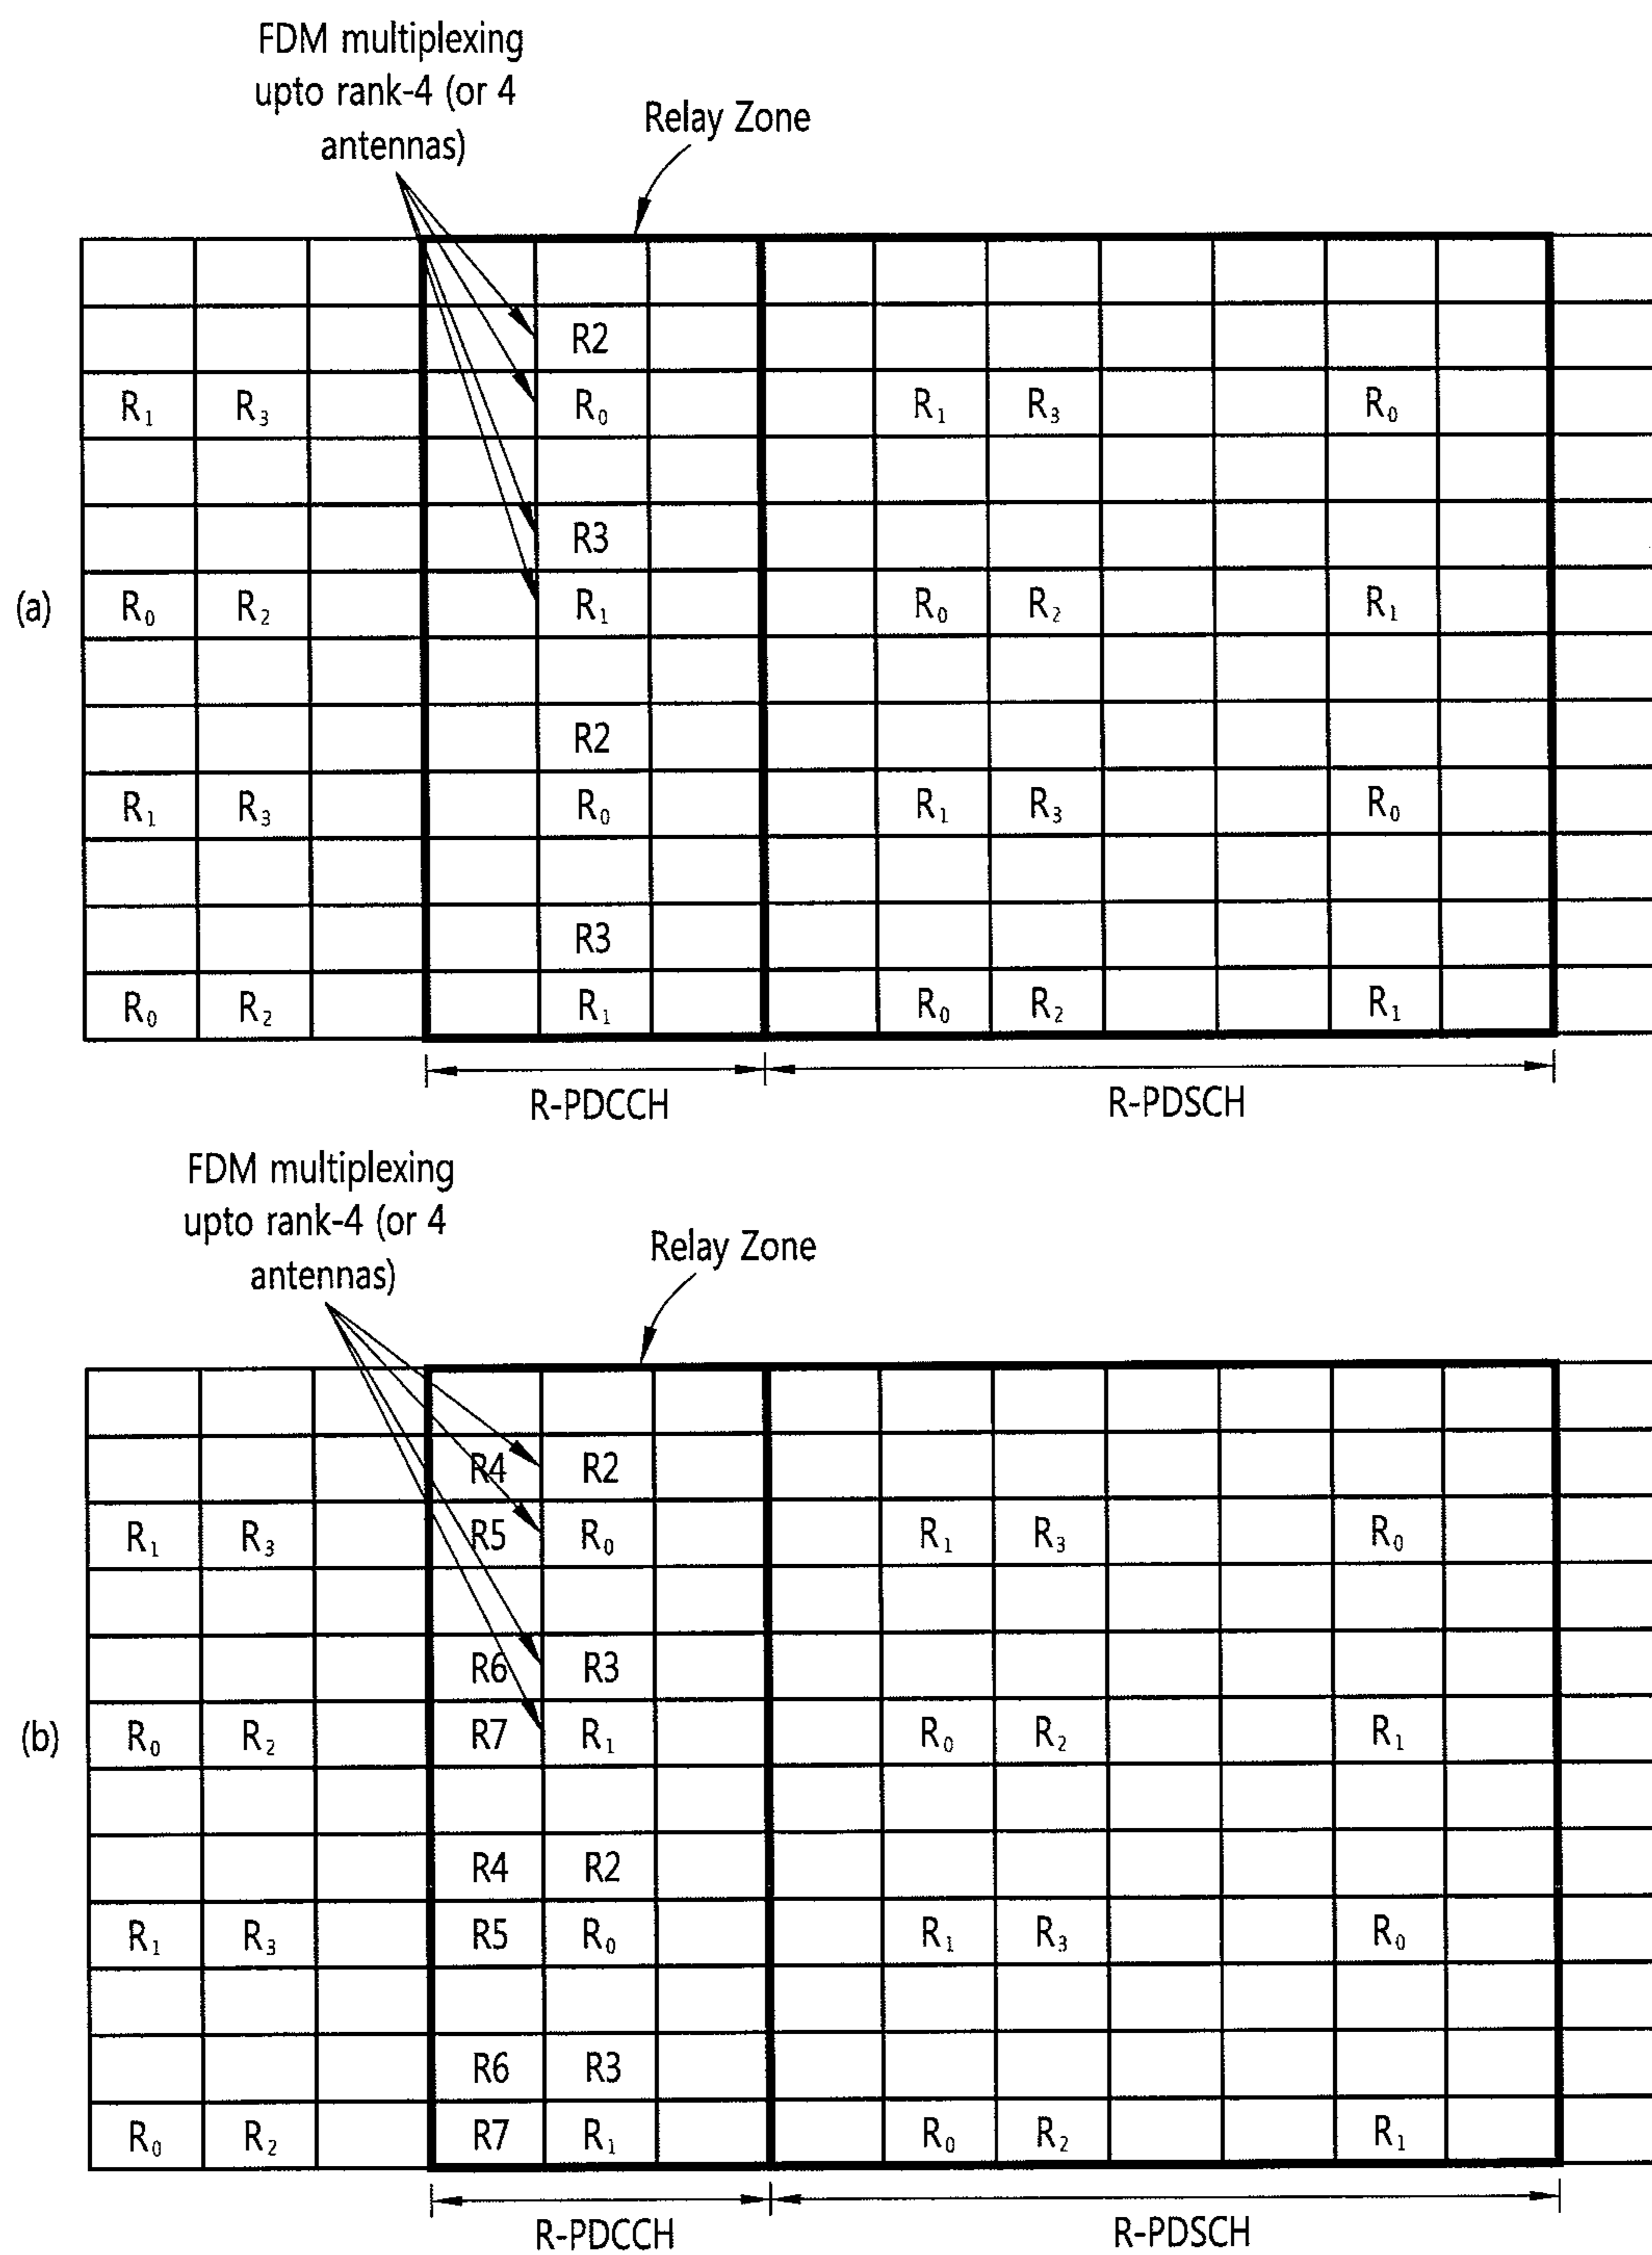 FDM multiplexing
upto rank-4 (or 4
antennas)
Relay Zone
R2
R₁ R₃ R₀ R₁ R₃ R₀
R3
(a) R₀ R₂ R₁ R₀ R₂ R₁
R2
R₁ R₃ R₀ R₁ R₃ R₀
R3
R₀ R₂ R₁ R₀ R₂ R₁
R-PDCCH R-PDSCH
FDM multiplexing
upto rank-4 (or 4
antennas)
Relay Zone
R4 R2
R₁ R₃ R5 R₀ R₁ R₃ R₀
R6 R3
(b) R₀ R₂ R7 R₁ R₀ R₂ R₁
R4 R2
R₁ R₃ R5 R₀ R₁ R₃ R₀
R6 R3
R₀ R₂ R7 R₁ R₀ R₂ R₁
R-PDCCH R-PDSCH